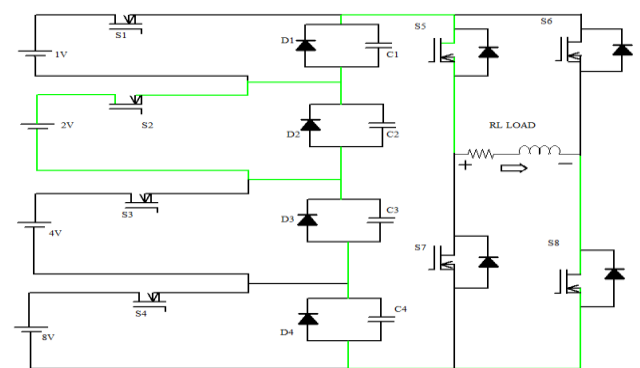 S1
D1
C1
S5
S6
1V
S2
2V
D2
C2
RL LOAD
+
−
S3
4V
D3
C3
S7
S8
S4
8V
D4
C4